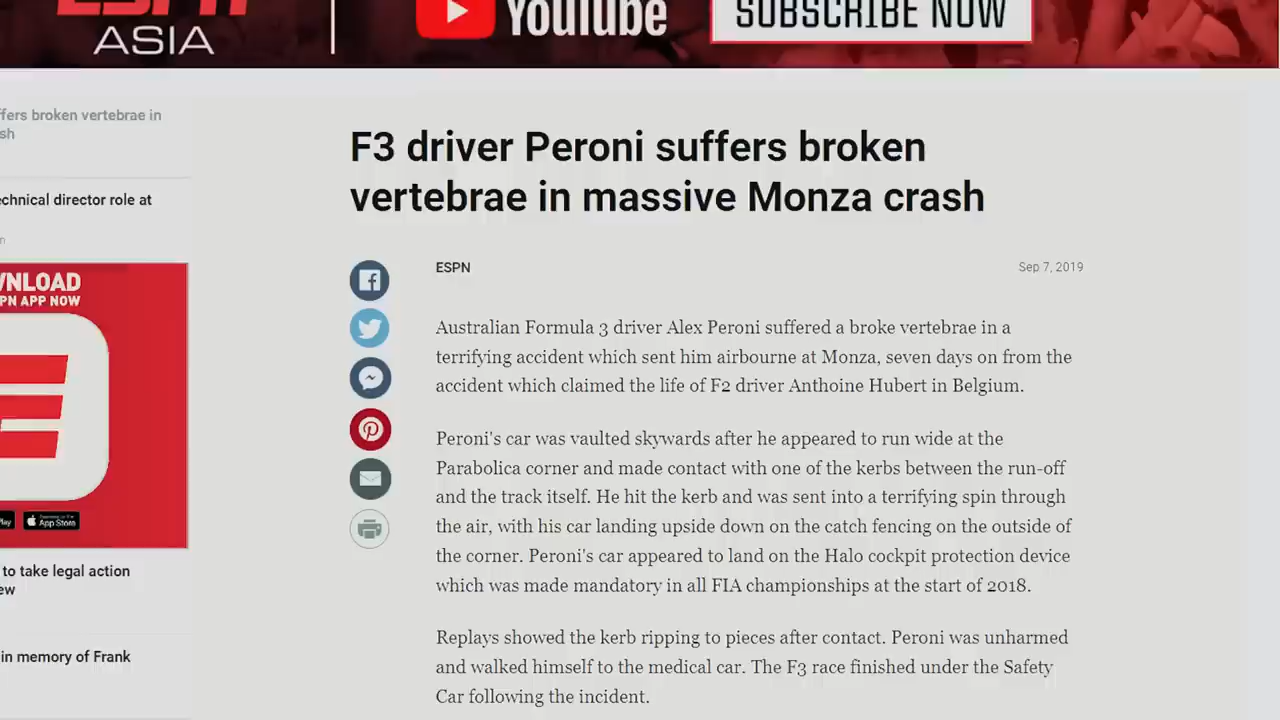 ESPN
ASIA
YouTube
SUBSCRIBE NOW
ffers broken vertebrae in
sh
echnical director role at
WNLOAD
PN APP NOW
Play
App Store
to take legal action
ew
in memory of Frank
F3 driver Peroni suffers broken
vertebrae in massive Monza crash
ESPN
Sep 7, 2019
Australian Formula 3 driver Alex Peroni suffered a broke vertebrae in a
terrifying accident which sent him airbourne at Monza, seven days on from the
accident which claimed the life of F2 driver Anthoine Hubert in Belgium.
Peroni's car was vaulted skywards after he appeared to run wide at the
Parabolica corner and made contact with one of the kerbs between the run-off
and the track itself. He hit the kerb and was sent into a terrifying spin through
the air, with his car landing upside down on the catch fencing on the outside of
the corner. Peroni's car appeared to land on the Halo cockpit protection device
which was made mandatory in all FIA championships at the start of 2018.
Replays showed the kerb ripping to pieces after contact. Peroni was unharmed
and walked himself to the medical car. The F3 race finished under the Safety
Car following the incident.